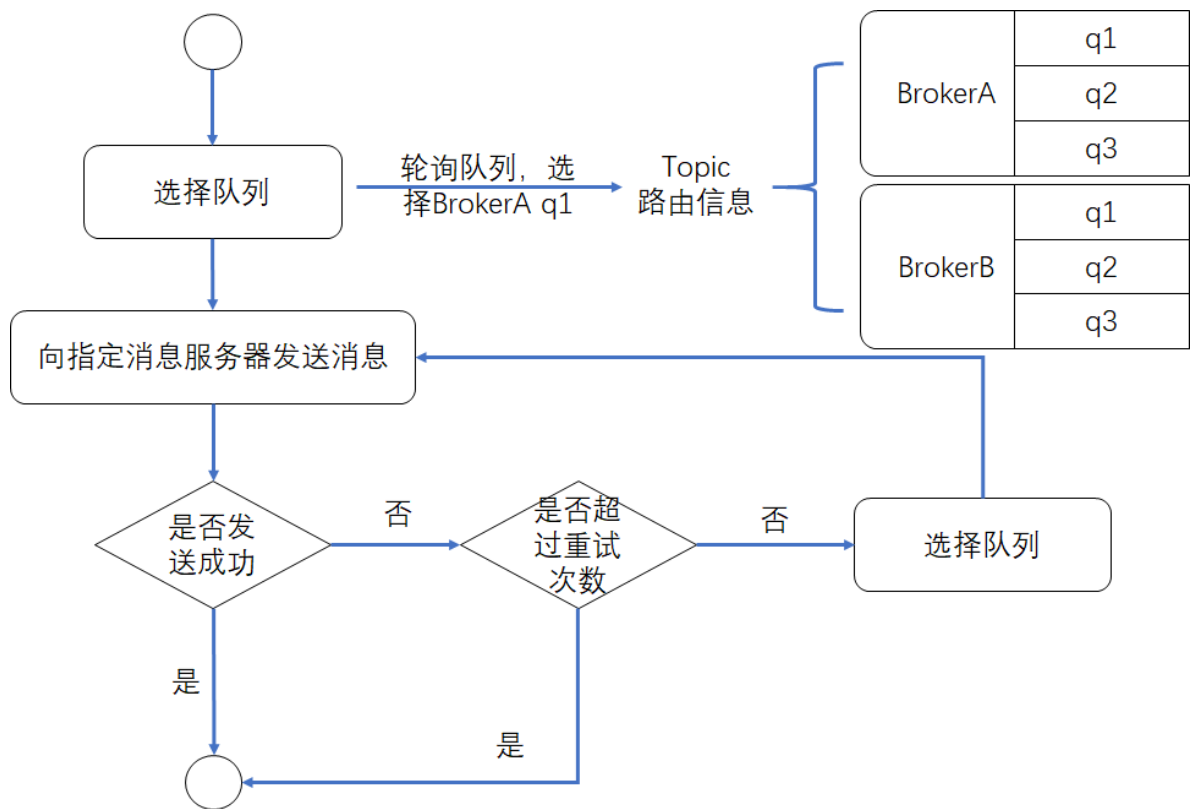 选择队列
轮询队列，选
择BrokerA q1
Topic
路由信息
BrokerA
q1
q2
q3
BrokerB
q1
q2
q3
向指定消息服务器发送消息
是否发
送成功
否
是否超
过重试
次数
否
选择队列
是
是